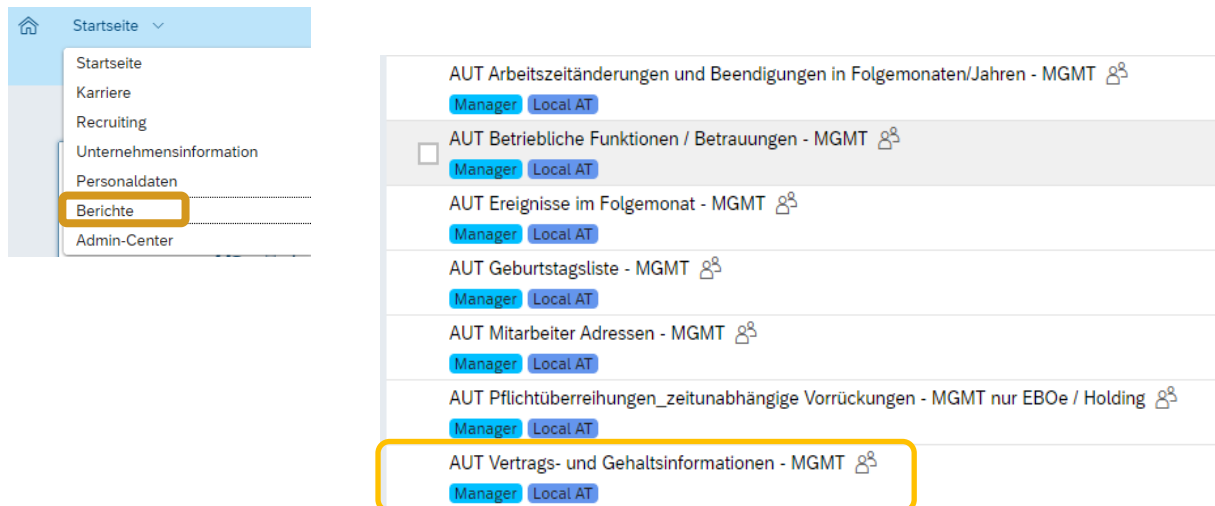 Startseite
Startseite
Karriere
Recruiting
Unternehmensinformation
Personaldaten
Berichte
Admin-Center
AUT Arbeitszeitänderungen und Beendigungen in Folgemonaten/Jahren - MGMT
Manager Local AT
AUT Betriebliche Funktionen / Betrauungen - MGMT
Manager Local AT
AUT Ereignisse im Folgemonat - MGMT
Manager Local AT
AUT Geburtstagsliste - MGMT
Manager Local AT
AUT Mitarbeiter Adressen - MGMT
Manager Local AT
AUT Pflichtüberreihungen_zeitunabhängige Vorrückungen - MGMT nur EBOe / Holding
Manager Local AT
AUT Vertrags- und Gehaltsinformationen - MGMT
Manager Local AT